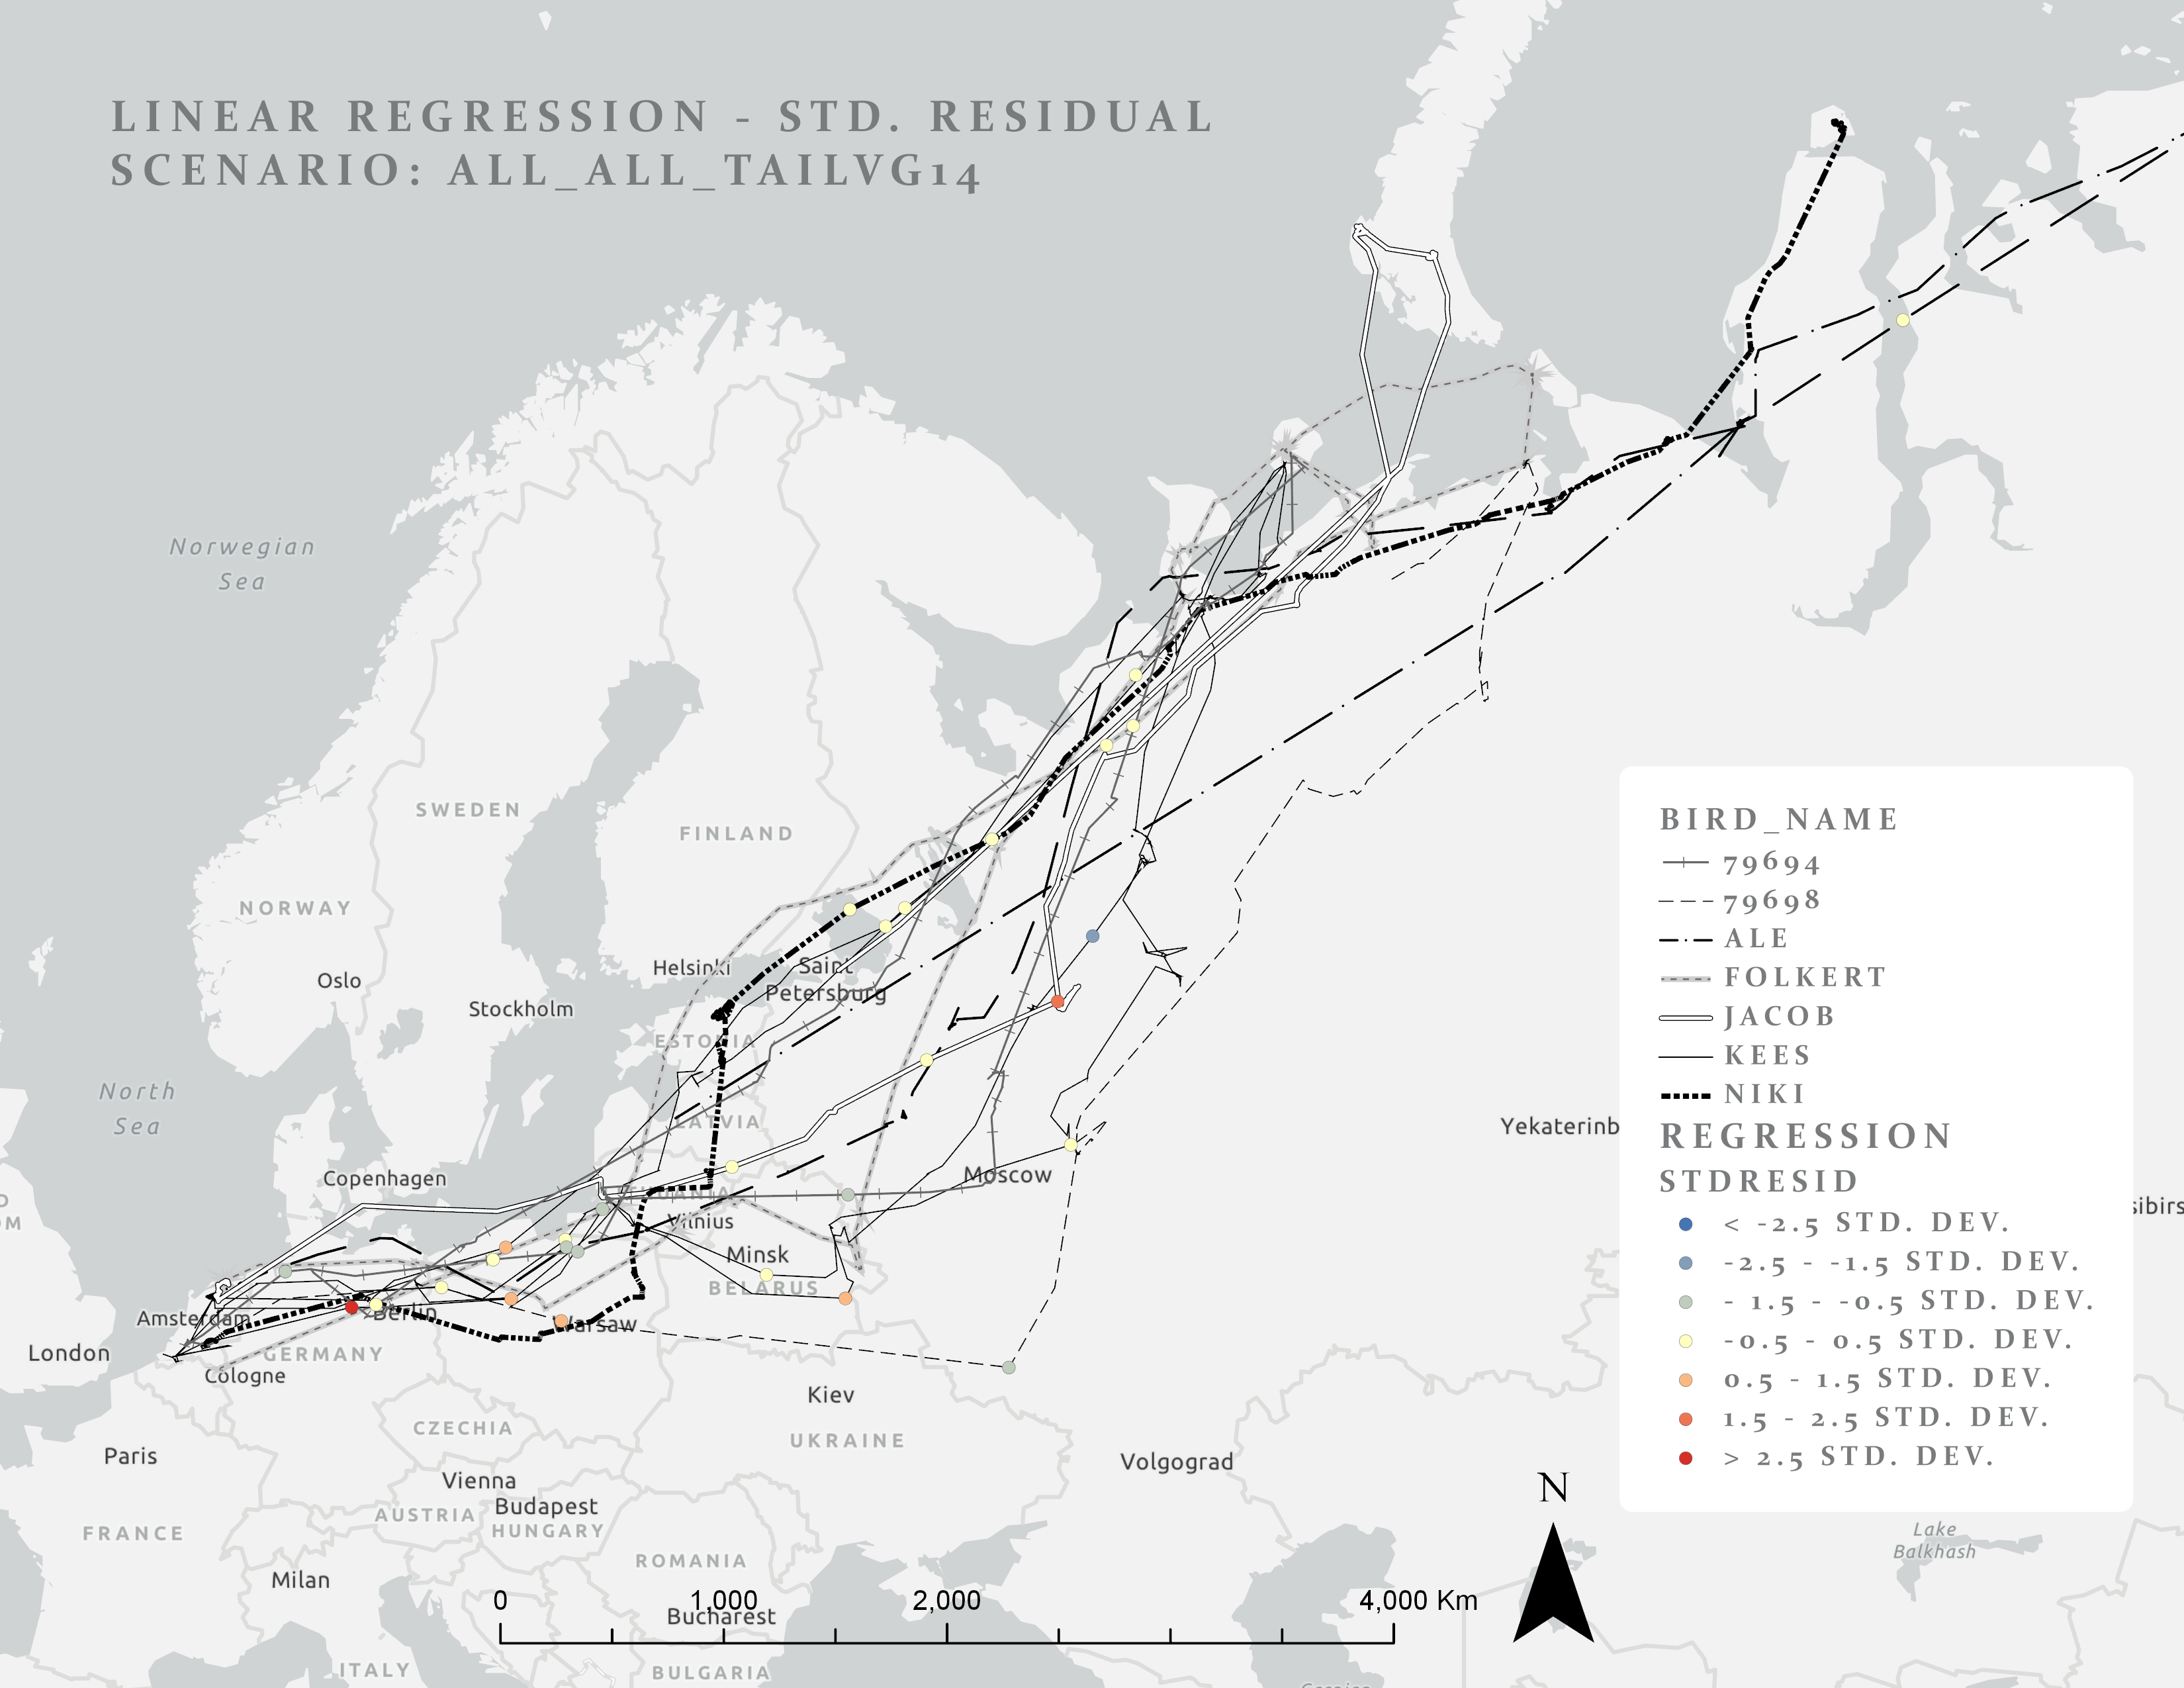 LINEAR REGRESSION - STD. RESIDUAL
SCENARIO: ALL_ALL_TAILVG14
Norwegian
Sea
SWEDEN
FINLAND
NORWAY
Helsinki
Saint
Petersburg
Oslo
Stockholm
ESTONIA
North
Sea
LATVIA
Copenhagen
Moscow
LITHUANIA
Vilnius
Minsk
BELARUS
Amsterdam
Berlin
Warsaw
London
GERMANY
Cologne
Kiev
CZECHIA
UKRAINE
Paris
Volgograd
Vienna
Budapest
AUSTRIA
HUNGARY
FRANCE
ROMANIA
Milan
Bucharest
ITALY
BULGARIA
Yekaterinb
sibirs
Lake
Balkhash
BIRD_NAME
79694
79698
ALE
FOLKERT
JACOB
KEES
NIKI
REGRESSION
STDRESID
< -2.5 STD. DEV.
-2.5 - -1.5 STD. DEV.
- 1.5 - -0.5 STD. DEV.
-0.5 - 0.5 STD. DEV.
0.5 - 1.5 STD. DEV.
1.5 - 2.5 STD. DEV.
> 2.5 STD. DEV.
N
0 1,000 2,000 4,000 Km